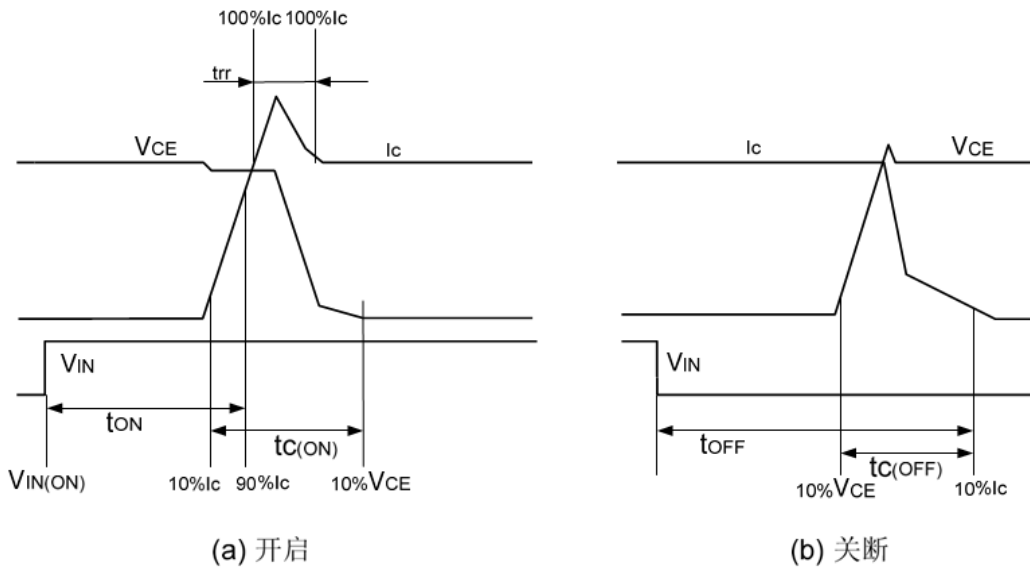 100%Ic 100%Ic
trr
VCE
Ic
VIN
tON
tC(ON)
VIN(ON)
10%Ic
90%Ic
10%VCE
(a) 开启
Ic
VCE
VIN
tOFF
tC(OFF)
10%VCE
10%Ic
(b) 关断